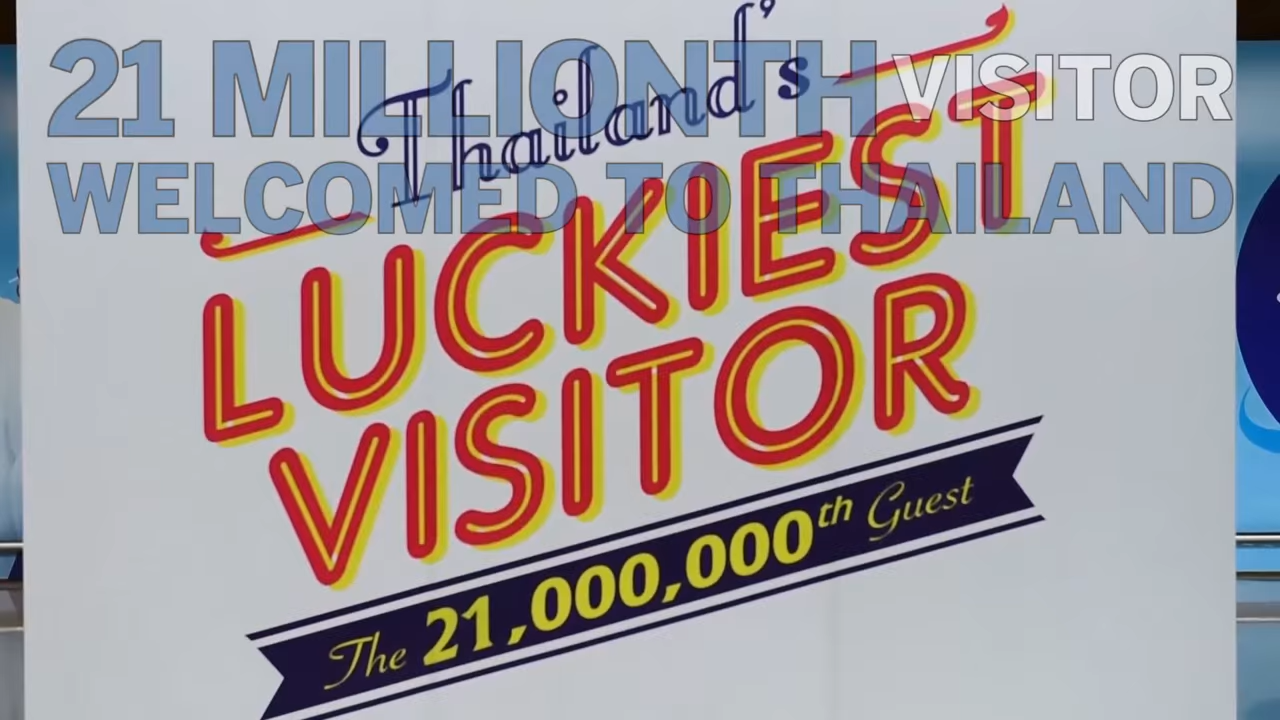 21 MILLIONTH VISITOR
WELCOMED TO THAILAND
Thailand's
LUCKIEST
VISITOR
The 21,000,000th Guest